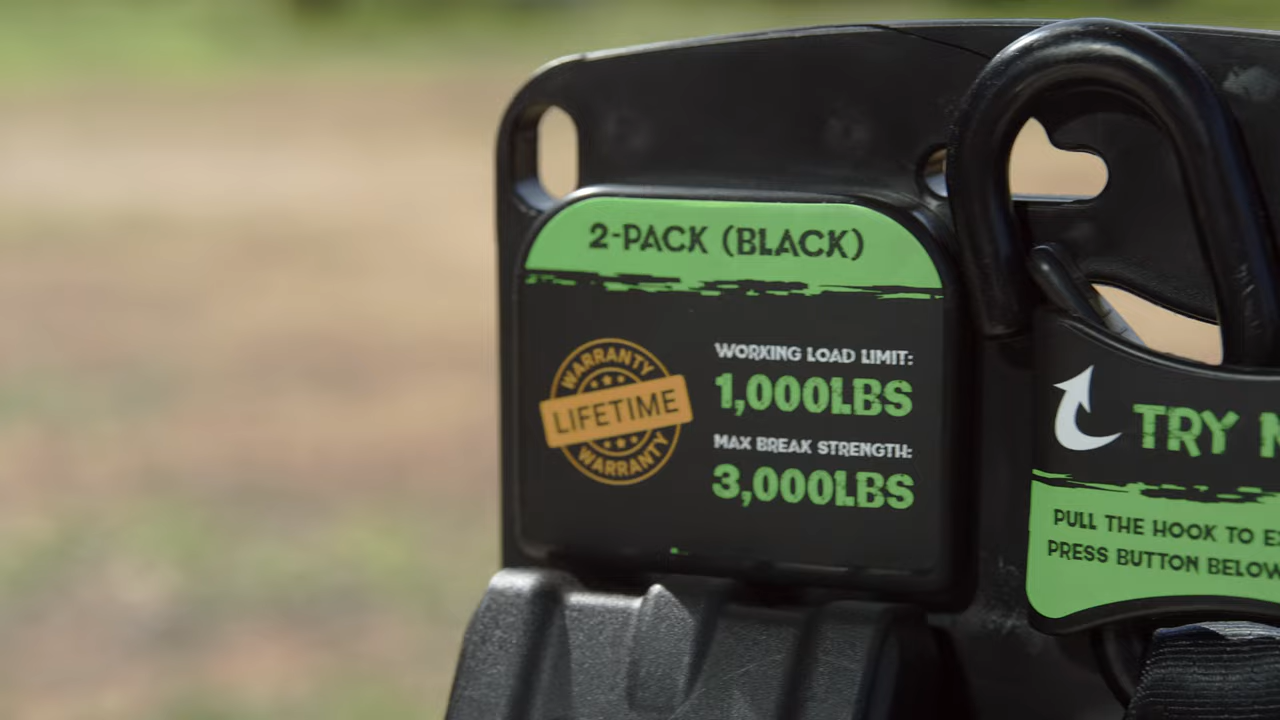 2-PACK (BLACK)
WARRANTY
LIFETIME
WARRANTY
WORKING LOAD LIMIT:
1,000LBS
MAX BREAK STRENGTH:
3,000LBS
TRY
PULL THE HOOK TO
PRESS BUTTON BELOW